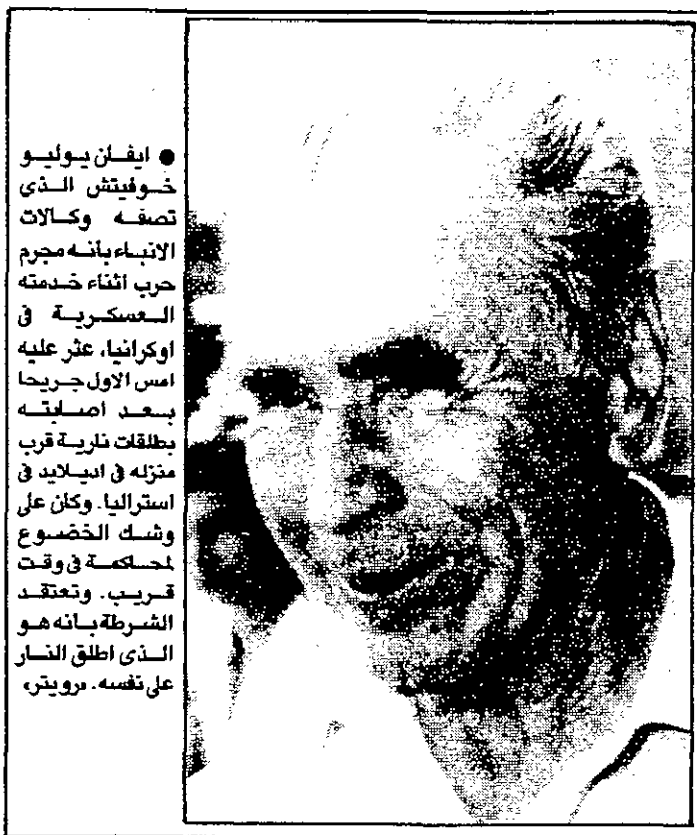 ● ايفان يوليو
خوفيتش الذى
تصفه وكالات
الانباء بأنه مجرم
حرب اثناء خدمته
العسكرية فى
اوكرانيا، عثر عليه
امس الاول جريحا
بعد اصابته
بطلقات نارية قرب
منزله فى اديلايد فى
استراليا. وكان على
وشك الخضوع
لمحاكمة فى وقت
قريب. وتعتقد
الشرطة بانه هو
الذى اطلق النار
على نفسه. «رويتر»